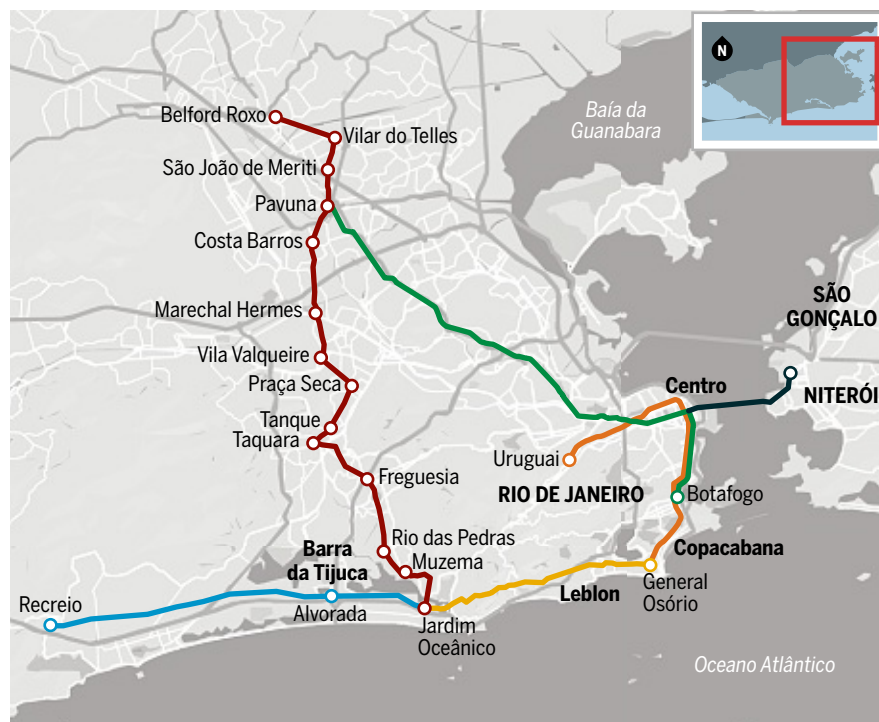 N
Baía da
Guanabara
Belford Roxo
Vilar do Telles
São João de Meriti
Pavuna
Costa Barros
SÃO
GONÇALO
Marechal Hermes
Vila Valqueire
Praça Seca
Centro
NITERÓI
Tanque
Taquara
Uruguai
Freguesia
RIO DE JANEIRO
Botafogo
Rio das Pedras
Muzema
Barra
da Tijuca
Copacabana
Leblon
General
Osório
Recreio
Alvorada
Jardim
Oceânico
Oceano Atlântico